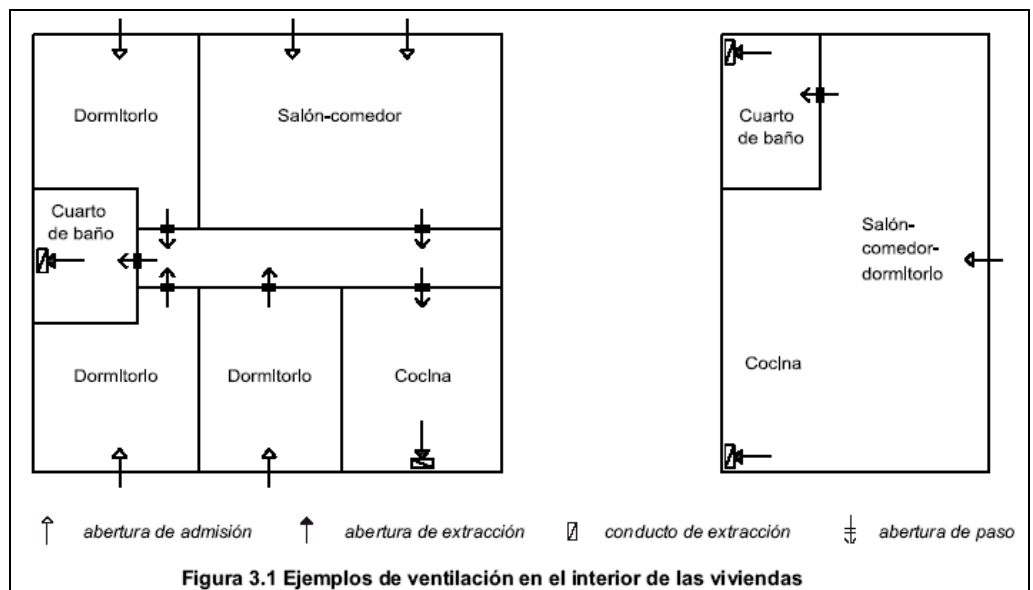 Dormitorio
Salón-comedor
Cuarto
de baño
Dormitorio
Dormitorio
Cocina
Cuarto
de baño
Salón-
comedor-
dormitorio
Cocina
abertura de admisión
abertura de extracción
conducto de extracción
abertura de paso
Figura 3.1 Ejemplos de ventilación en el interior de las viviendas